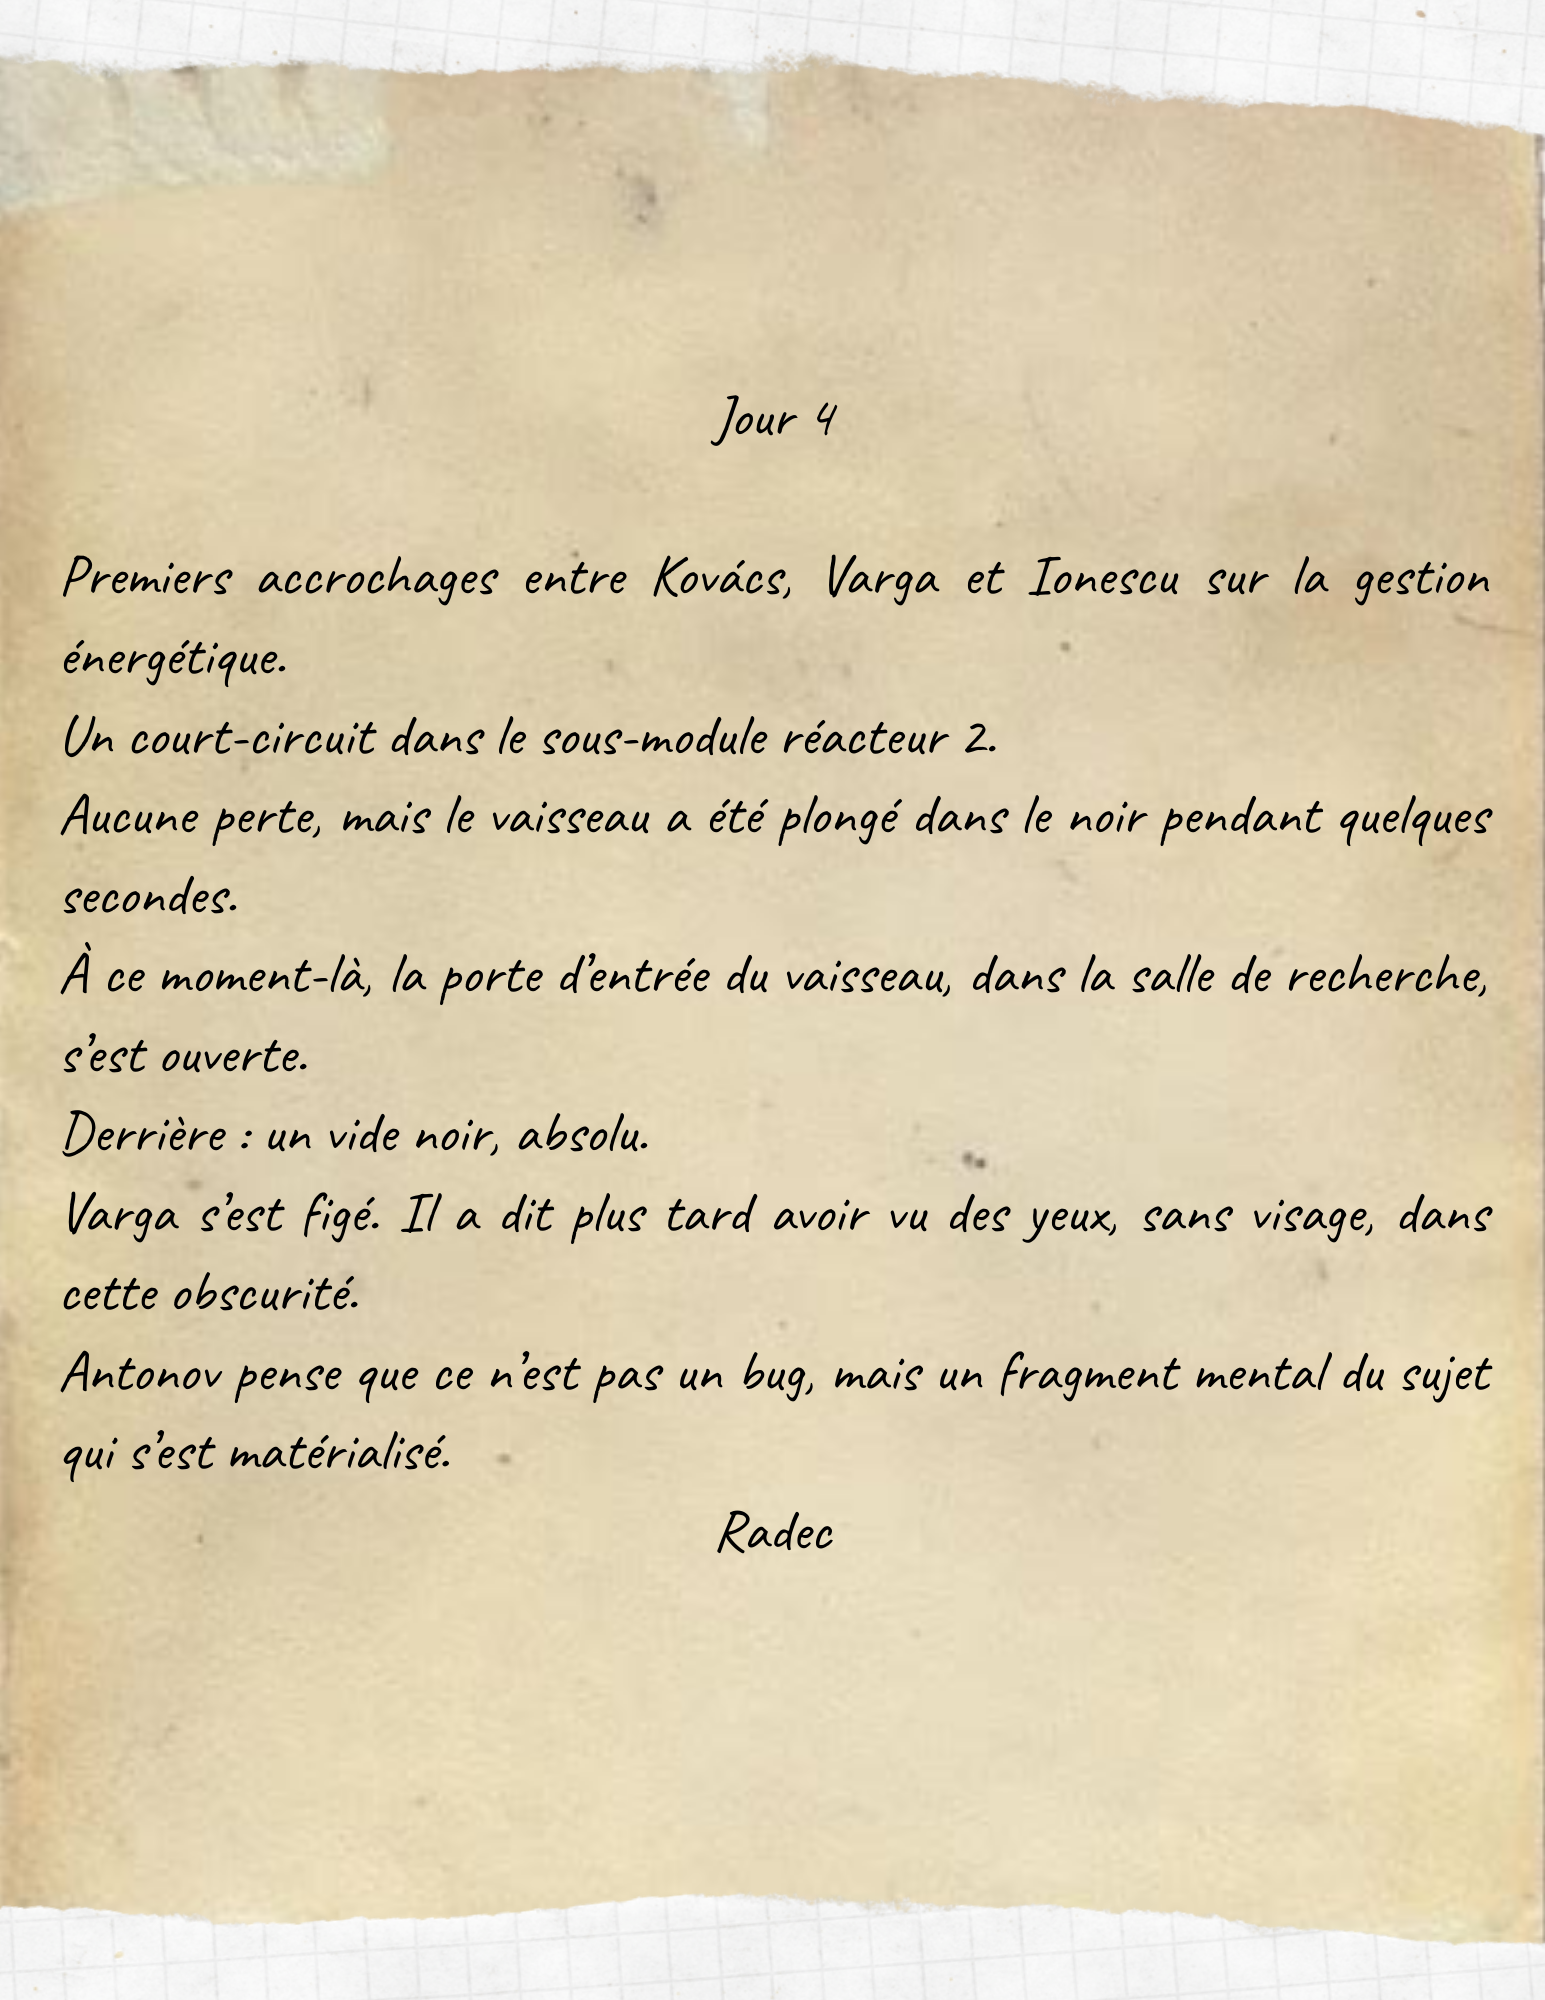 Jour 4
Premiers accrochages entre Kovács, Varga et Ionescu sur la gestion
énergétique.
Un court-circuit dans le sous-module réacteur 2.
Aucune perte, mais le vaisseau a été plongé dans le noir pendant quelques
secondes.
À ce moment-là, la porte d’entrée du vaisseau, dans la salle de recherche,
s’est ouverte.
Derrière : un vide noir, absolu.
Varga s’est figé. Il a dit plus tard avoir vu des yeux, sans visage, dans
cette obscurité.
Antonov pense que ce n’est pas un bug, mais un fragment mental du sujet
qui s’est matérialisé.
Radec